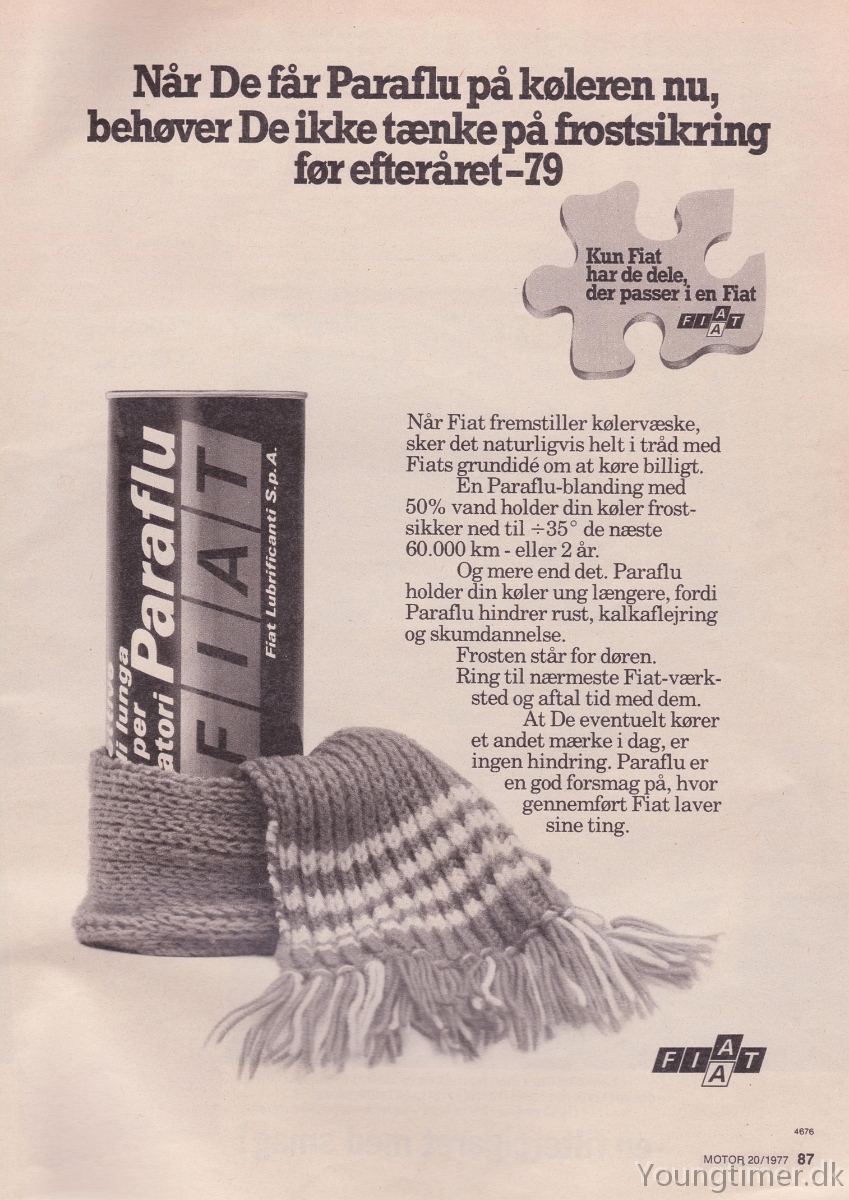 Når De får Paraflu på køleren nu,
behøver De ikke tænke på frostsikring
før efteråret-79
Kun Fiat
har de dele,
der passer i en Fiat
FIAT
A
Når Fiat fremstiller kølervæske,
sker det naturligvis helt i tråd med
Fiats grundidé om at køre billigt.
En Paraflu-blanding med
50% vand holder din køler frost-
sikker ned til ÷35° de næste
60.000 km - eller 2 år.
Og mere end det. Paraflu
holder din køler ung længere, fordi
Paraflu hindrer rust, kalkaflejring
og skumdannelse.
Frosten står for døren.
Ring til nærmeste Fiat-værk-
sted og aftal tid med dem.
At De eventuelt kører
et andet mærke i dag, er
ingen hindring. Paraflu er
en god forsmag på, hvor
gennemført Fiat laver
sine ting.
lunga
per
atori
Paraflu
FIAT
Fiat Lubrificanti S.p.A.
FIAT
A
4676
MOTOR 20/1977 87
Youngtimer.dk